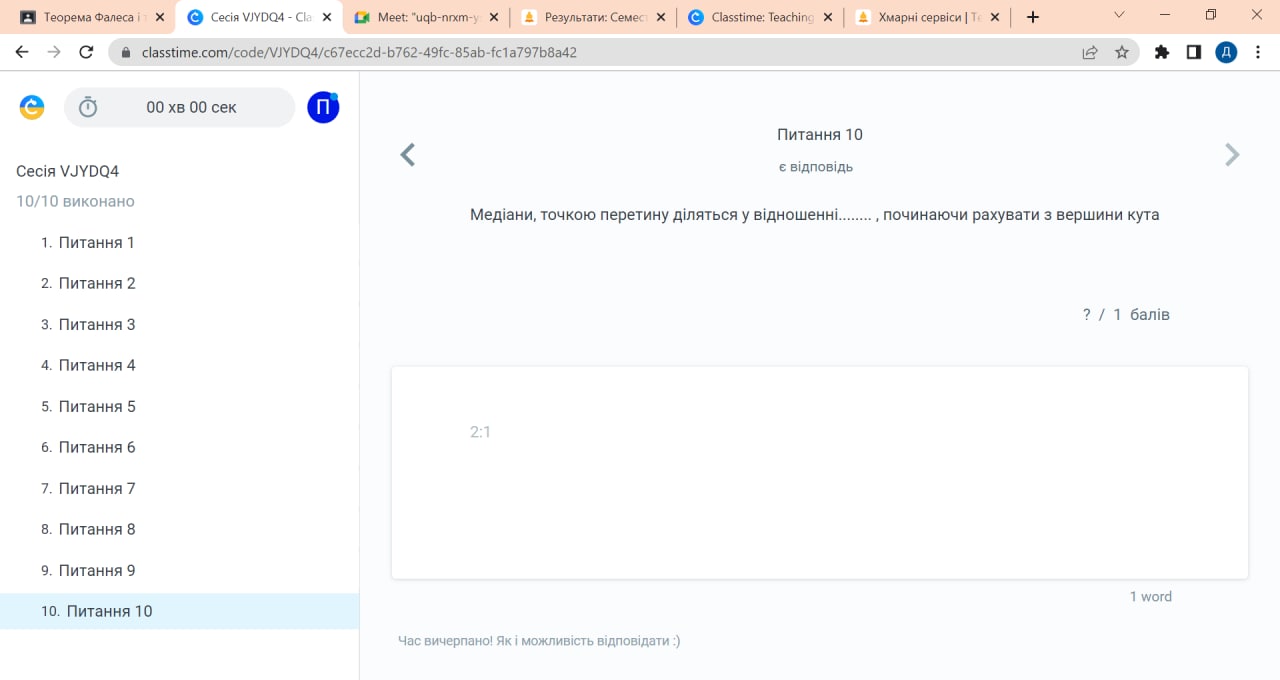 Теорема Фалеса і т
Сесія VJYDQ4 - Cla
Meet: "uqb-nrxm-y
Результати: Семест
Classtime: Teaching
Хмарні сервіси | Те
classtime.com/code/VJYDQ4/c67ecc2d-b762-49fc-85ab-fc1a797b8a42
Д
00 хв 00 сек
П
Сесія VJYDQ4
10/10 виконано
1. Питання 1
2. Питання 2
3. Питання 3
4. Питання 4
5. Питання 5
6. Питання 6
7. Питання 7
8. Питання 8
9. Питання 9
10. Питання 10
Питання 10
є відповідь
Медіани, точкою перетину діляться у відношенні........ , починаючи рахувати з вершини кута
? / 1 балів
2:1
1 word
Час вичерпано! Як і можливість відповідати :)